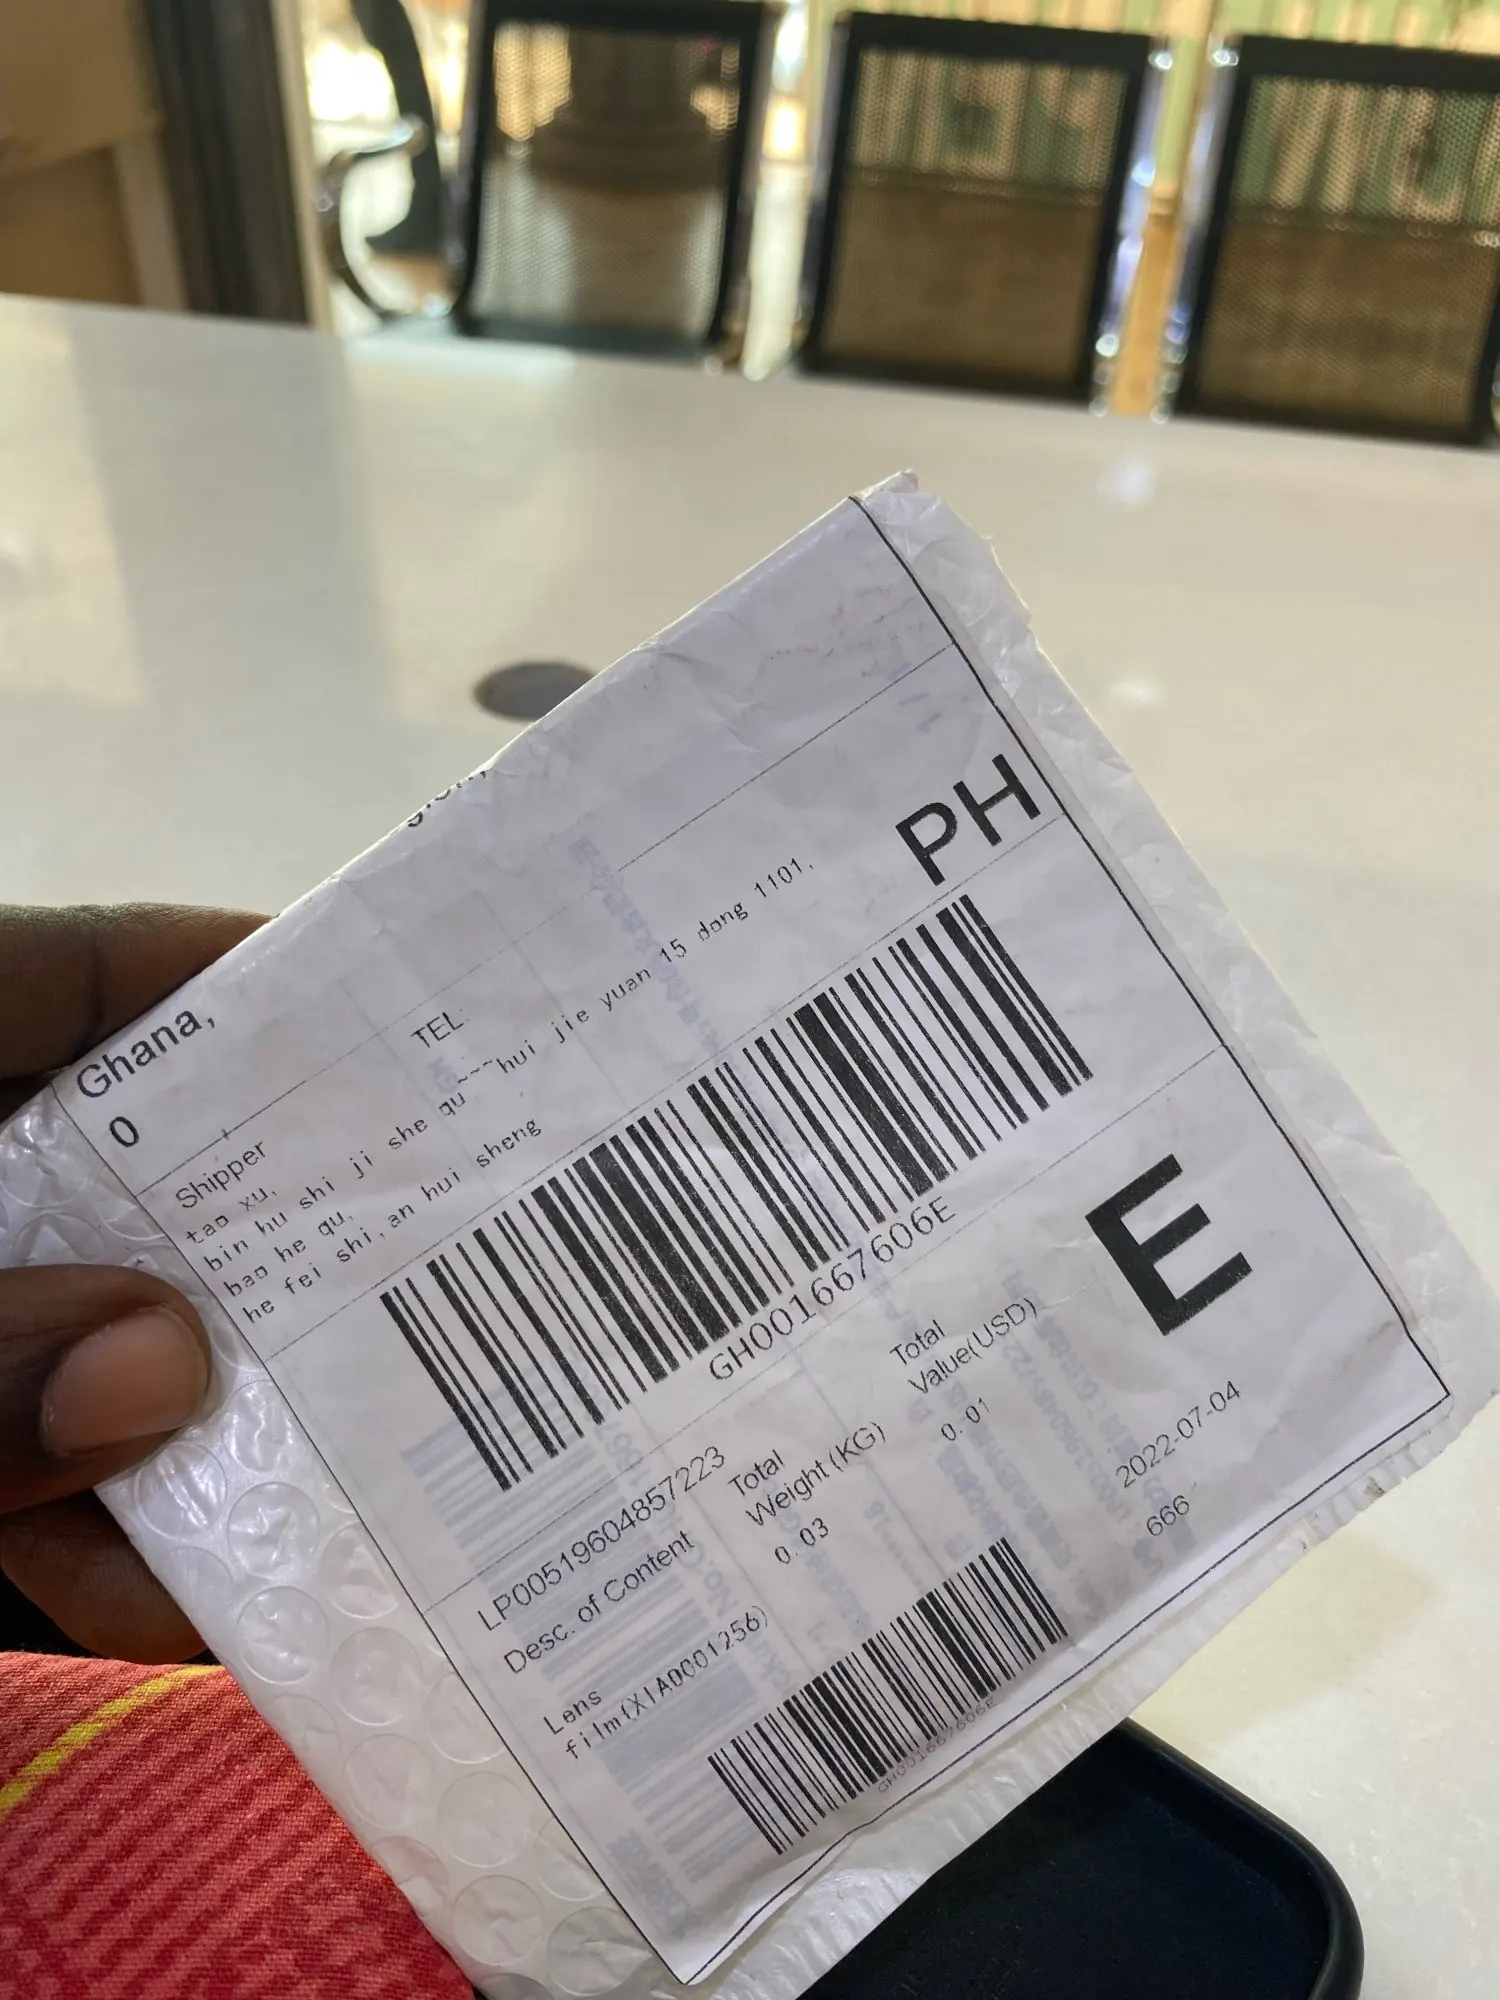 Ghana,
0
TEL:
Shipper
tao xu,
bin hu shi ji she qu~~~hui jie yuan 15 dong 1101,
bao he qu,
he fei shi,an hui sheng
PH
GH001667606E
LP00519604857223
E
Desc. of Content
Total
Weight(KG)
Total
Value(USD)
Lens
film(XIA0001256)
0.03
0.01
2022-07-04
666
GH001667606E